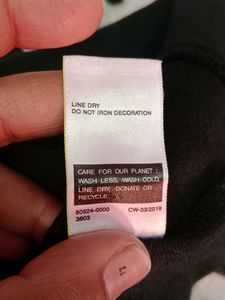 LINE DRY
DO NOT IRON DECORATION
CARE FOR OUR PLANET :
WASH LESS, WASH COLD,
LINE DRY, DONATE OR
RECYCLE
80924-0000 CW-33/2019
3603